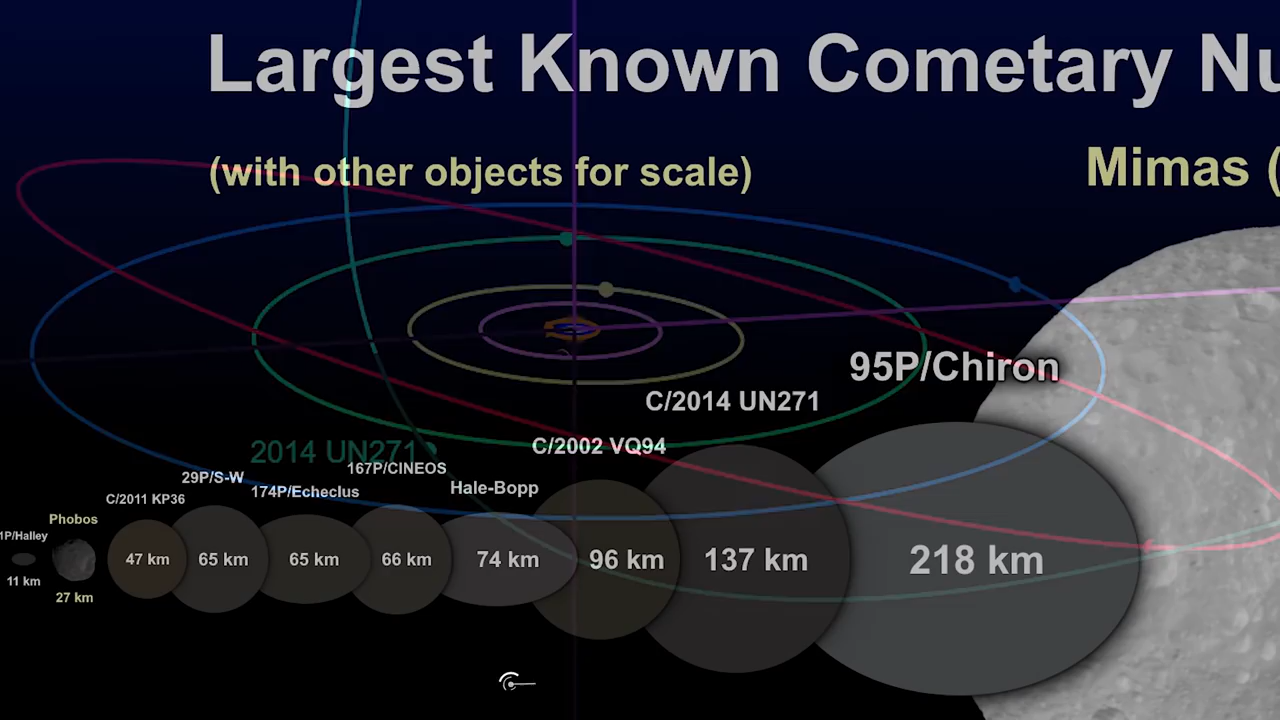 Largest Known Cometary Nu
(with other objects for scale)
Mimas (
95P/Chiron
C/2014 UN271
C/2002 VQ94
2014 UN271
167P/CINEOS
29P/S-W
Hale-Bopp
174P/Echeclus
C/2011 KP36
Phobos
1P/Halley
47 km
65 km
65 km
66 km
74 km
96 km
137 km
218 km
11 km
27 km